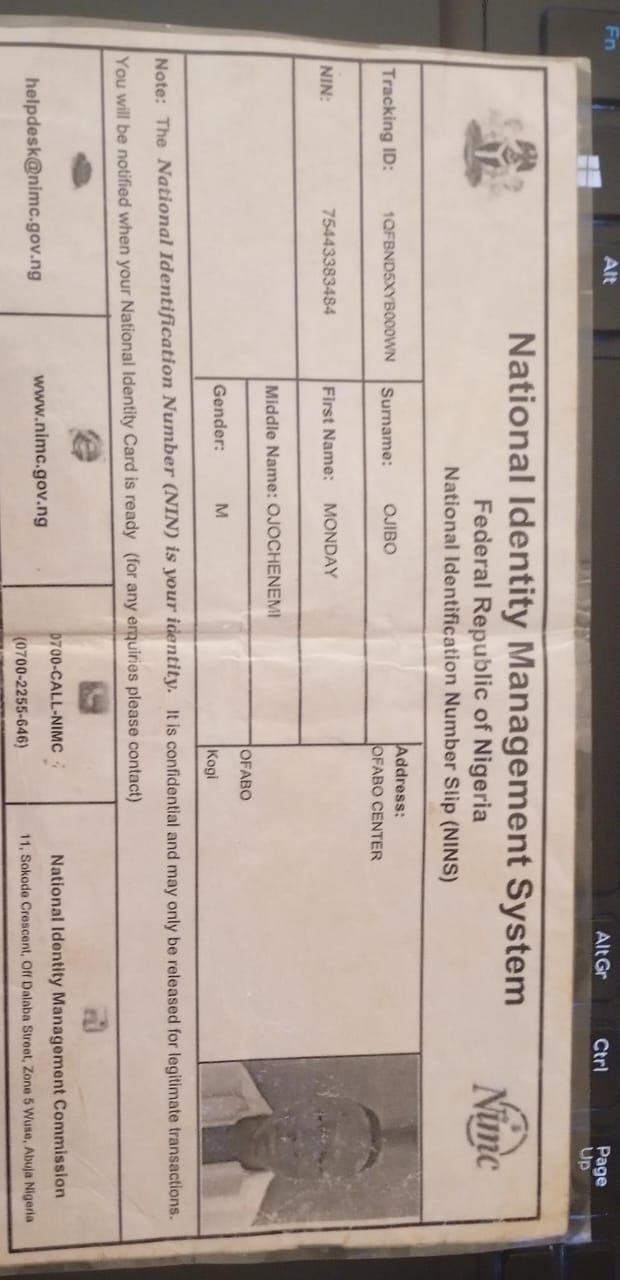 National Identity Management System
Federal Republic of Nigeria
National Identification Number Slip (NINS)
Nimc
Tracking ID: 1QFBND5XYB000WN
Surname: OJIBO
Address:
OFABO CENTER
NIN: 75443383484
First Name: MONDAY
Middle Name: OJOCHENEMI
OFABO
Gender: M
Kogi
Note: The National Identification Number (NIN) is your identity. It is confidential and may only be released for legitimate transactions.
You will be notified when your National Identity Card is ready (for any enquiries please contact)
helpdesk@nimc.gov.ng
www.nimc.gov.ng
0700-CALL-NIMC
(0700-2255-646)
National Identity Management Commission
11, Sokode Crescent, Off Dalaba Street, Zone 5 Wuse, Abuja Nigeria
Fn
Alt
AltGr
Ctrl
Page
Up